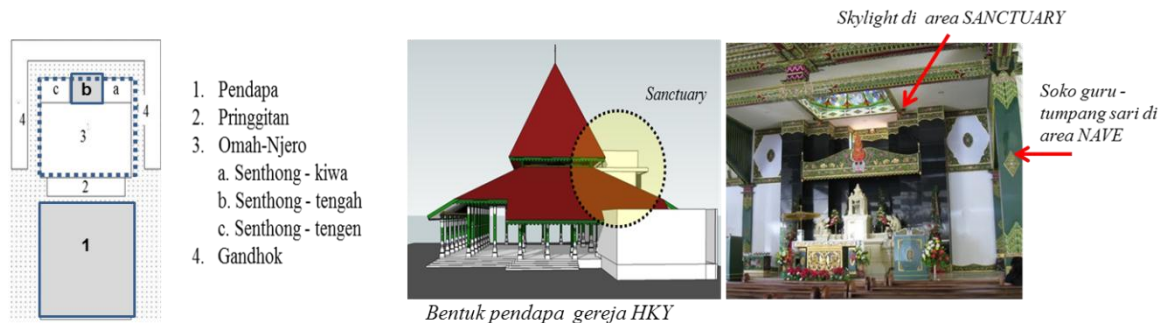 c b a
4 4
3
2
1
1. Pendapa
2. Pringgitan
3. Omah-Njero
a. Senthong - kiwa
b. Senthong - tengah
c. Senthong - tengen
4. Gandhok
Sanctuary
Bentuk pendapa gereja HKY
Skylight di area SANCTUARY
Soko guru -
tumpang sari di
area NAVE